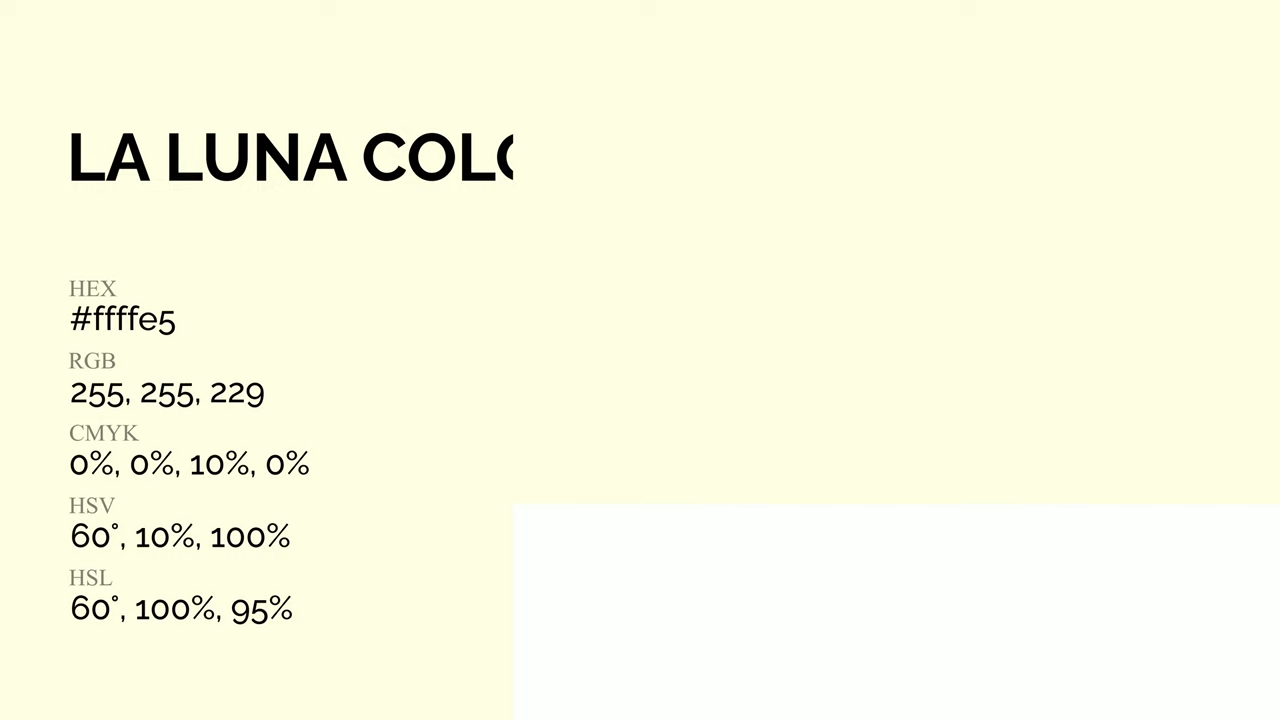 LA LUNA COLO
HEX
#ffffe5
RGB
255, 255, 229
CMYK
0%, 0%, 10%, 0%
HSV
60°, 10%, 100%
HSL
60°, 100%, 95%